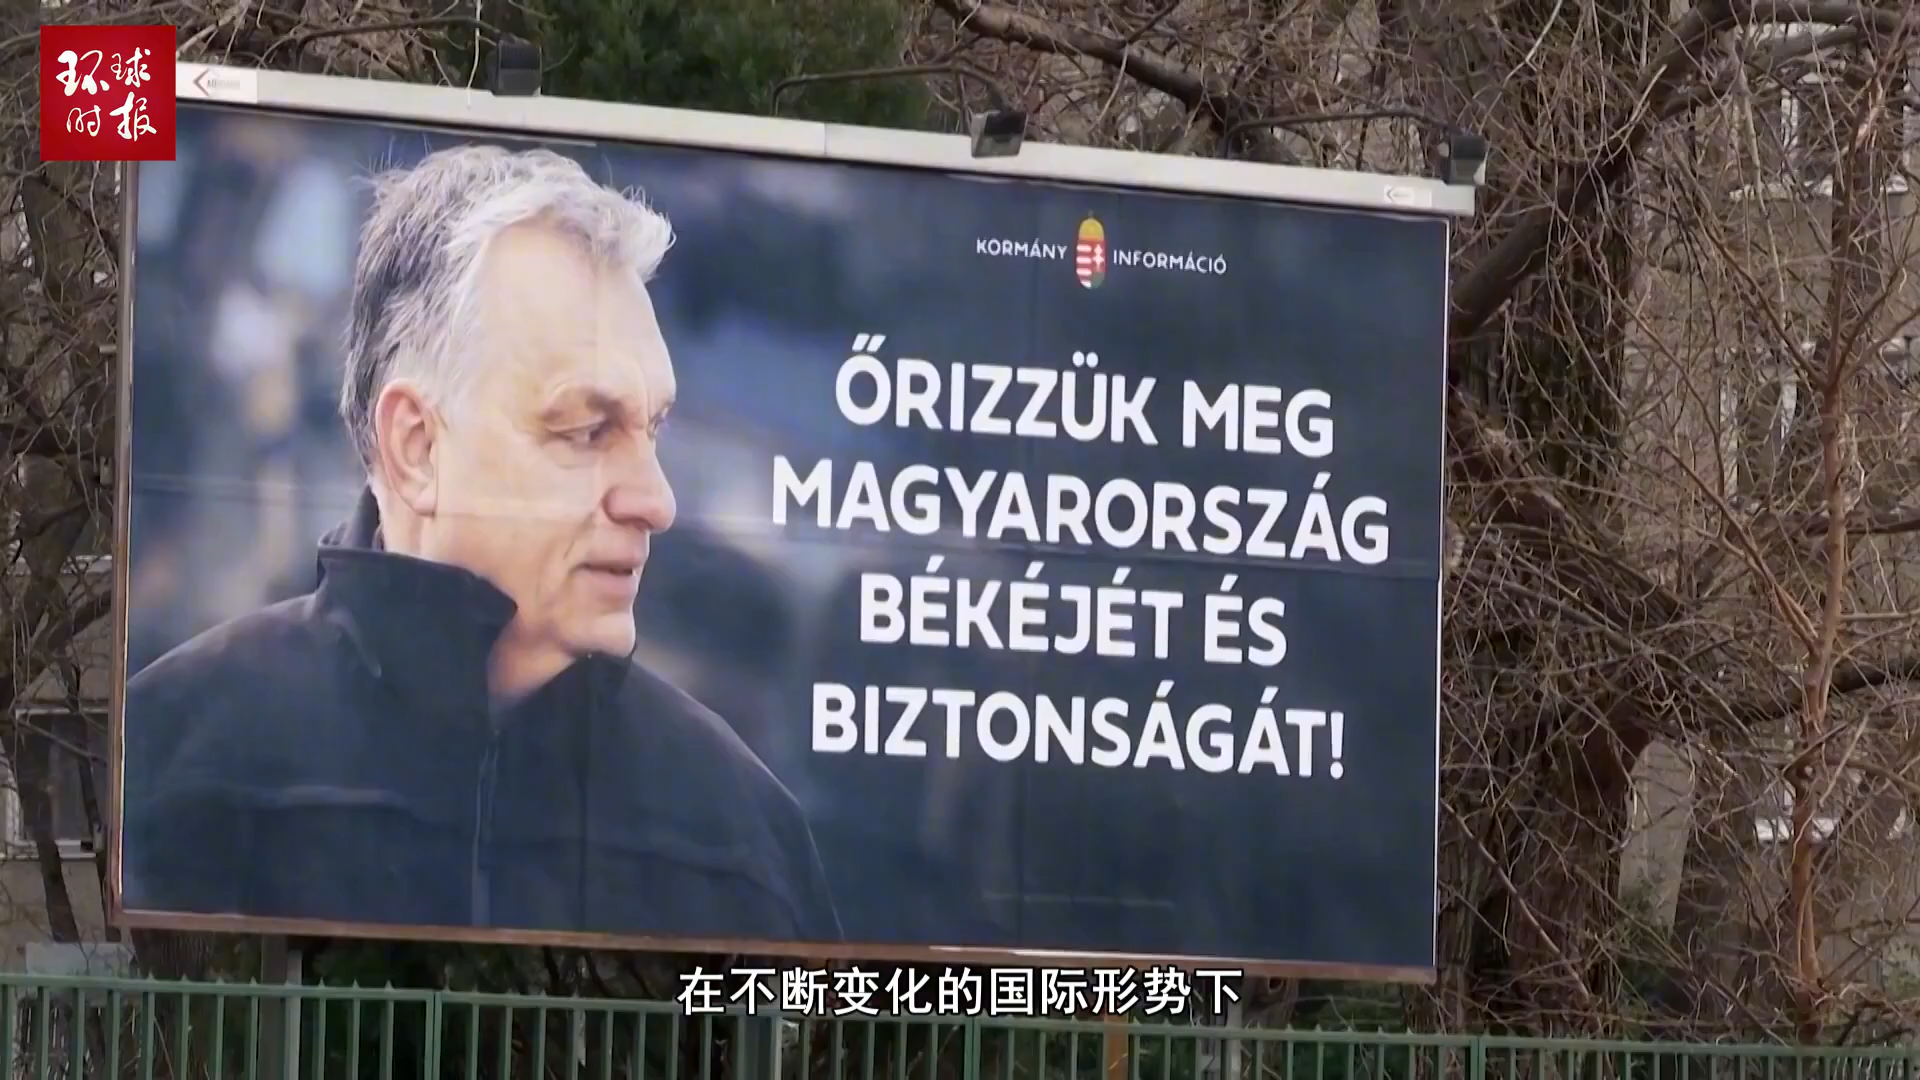 环球
时报
KORMÁNY INFORMÁCIÓ
ŐRIZZÜK MEG
MAGYARORSZÁG
BÉKÉJÉT ÉS
BIZTONSÁGÁT!
在不断变化的国际形势下